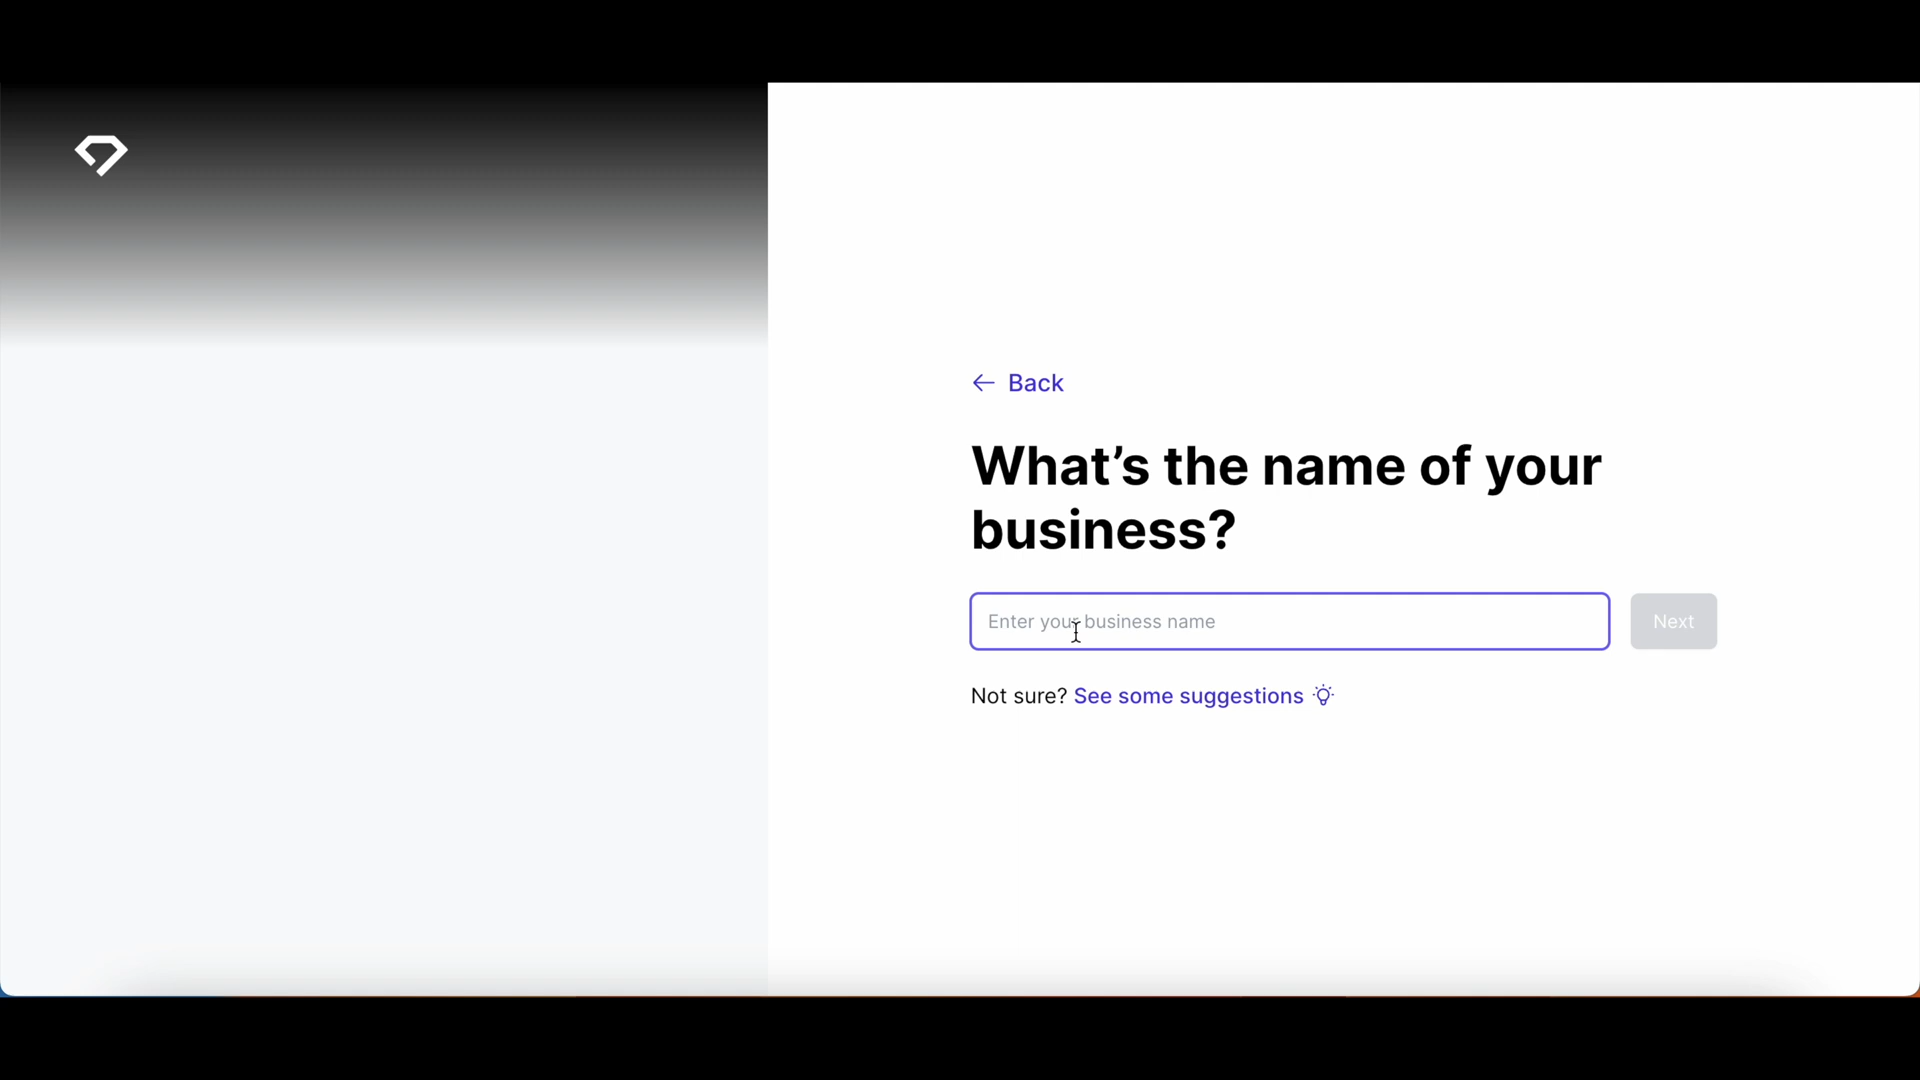 Back
What’s the name of your
business?
Enter your business name
Next
Not sure? See some suggestions